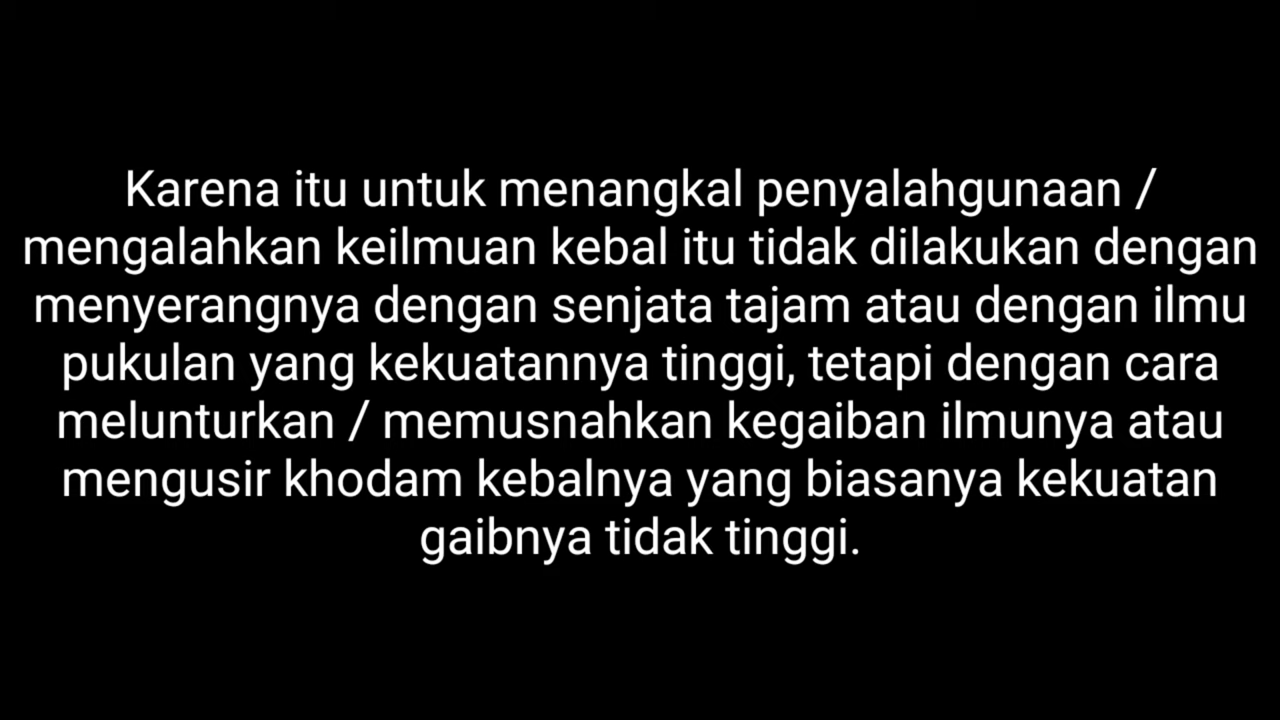 Karena itu untuk menangkal penyalahgunaan /
mengalahkan keilmuan kebal itu tidak dilakukan dengan
menyerangnya dengan senjata tajam atau dengan ilmu
pukulan yang kekuatannya tinggi, tetapi dengan cara
melunturkan / memusnahkan kegaiban ilmunya atau
mengusir khodam kebalnya yang biasanya kekuatan
gaibnya tidak tinggi.